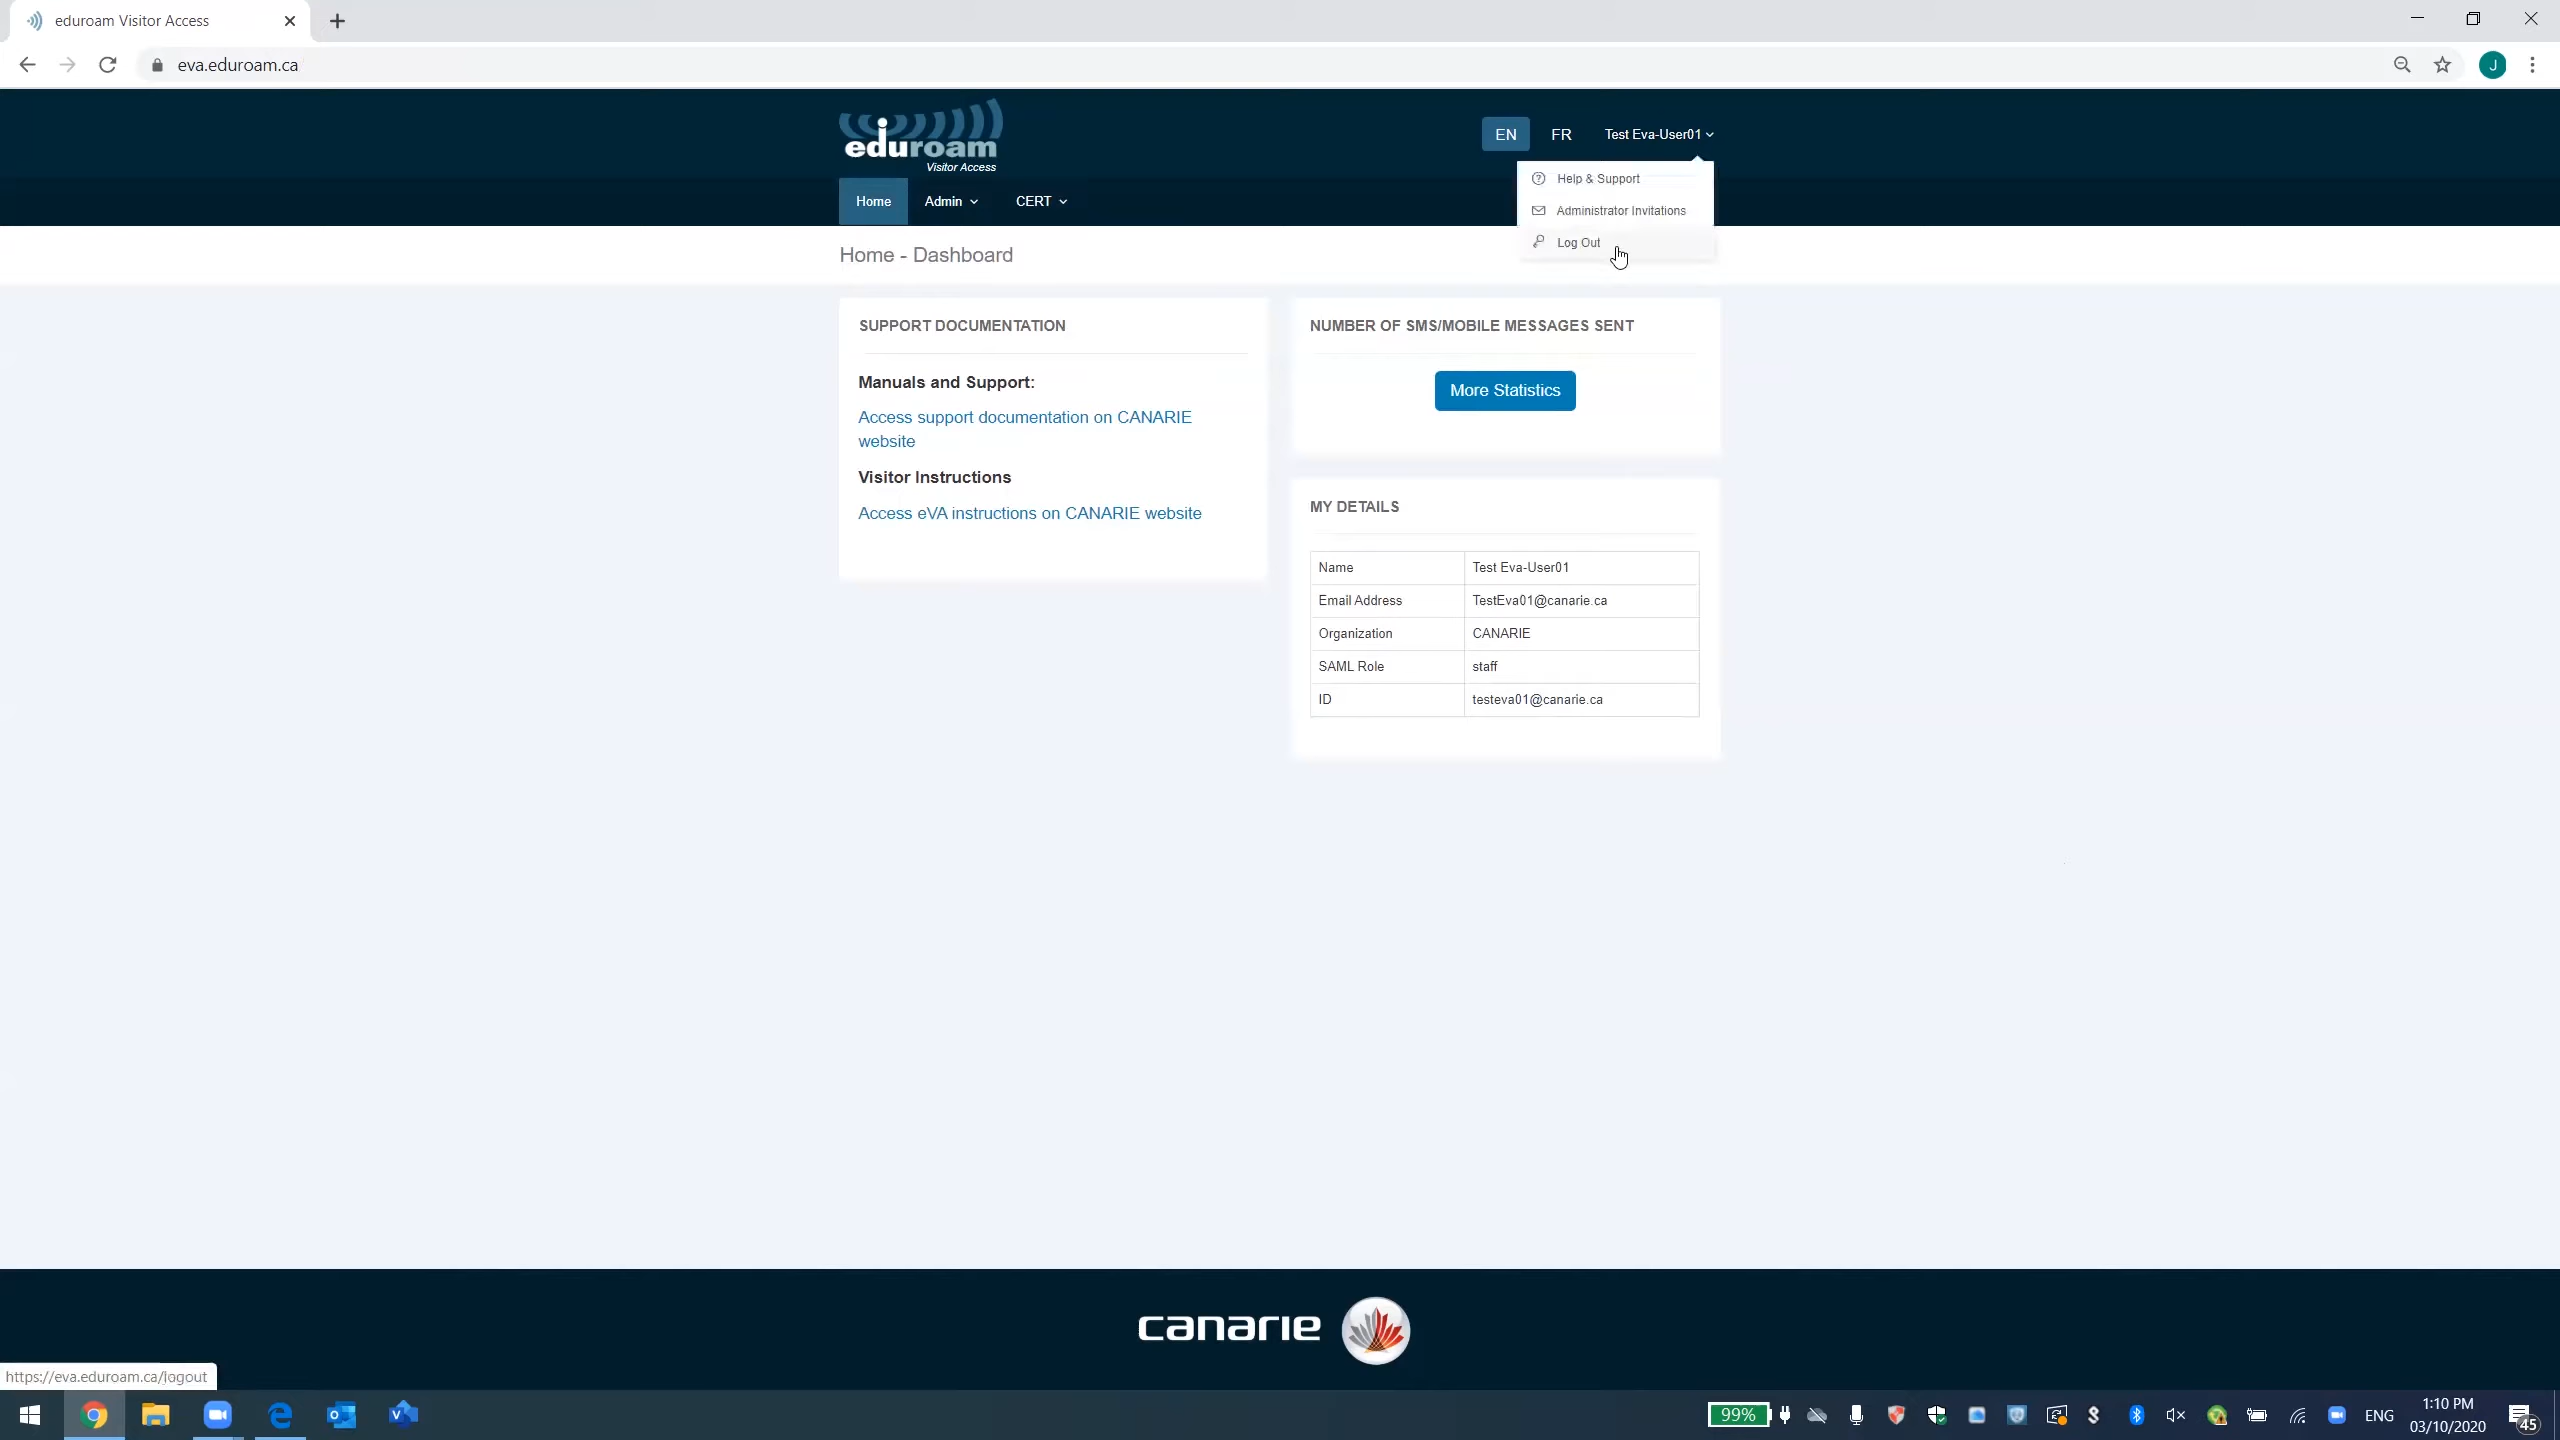 eduroam Visitor Access
eva.eduroam.ca
J
eduroam
Visitor Access
EN FR Test Eva-User01
Help & Support
Administrator Invitations
Log Out
Home Admin CERT
Home - Dashboard
SUPPORT DOCUMENTATION
Manuals and Support:
Access support documentation on CANARIE
website
Visitor Instructions
Access eVA instructions on CANARIE website
NUMBER OF SMS/MOBILE MESSAGES SENT
More Statistics
MY DETAILS
Name Test Eva-User01
Email Address TestEva01@canarie.ca
Organization CANARIE
SAML Role staff
ID testeva01@canarie.ca
canarie
https://eva.eduroam.ca/logout
99%
ENG
1:10 PM
03/10/2020
45